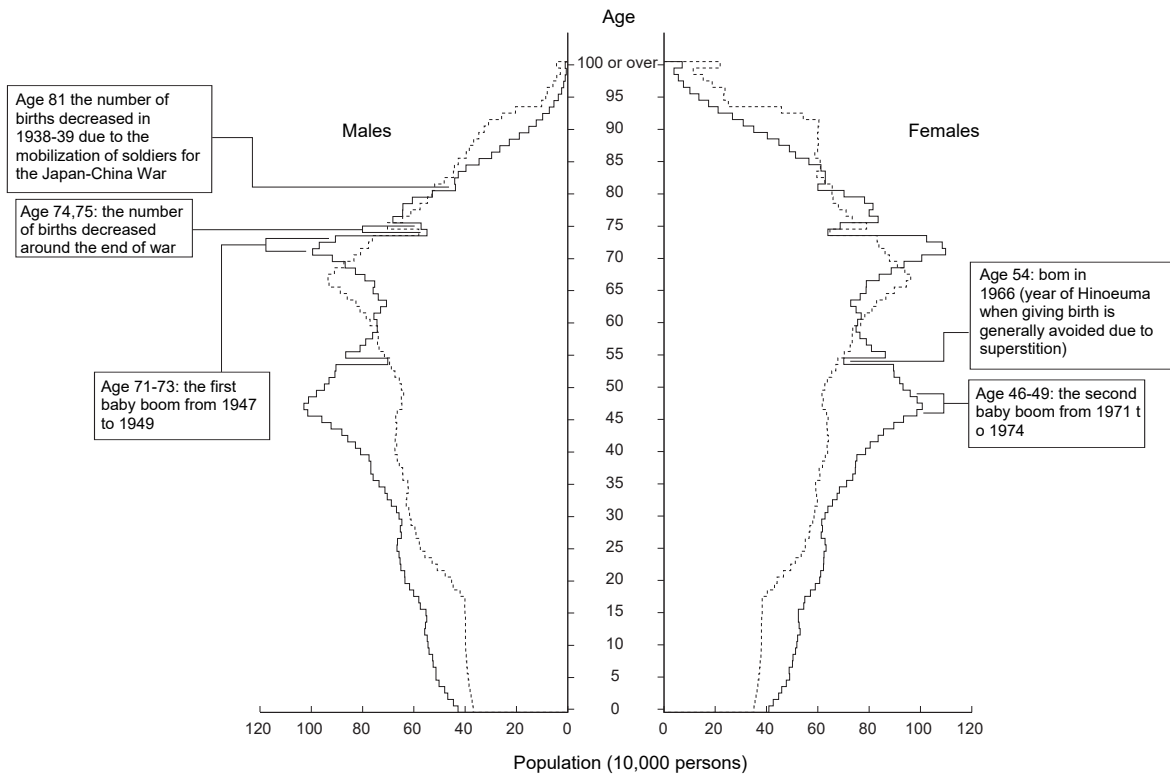 Age
100 or over
95
90
85
80
75
70
65
60
55
50
45
40
35
30
25
20
15
10
5
0
Males
Females
Age 81 the number of
births decreased in
1938-39 due to the
mobilization of soldiers for
the Japan-China War
Age 74,75: the number
of births decreased
around the end of war
Age 71-73: the first
baby boom from 1947
to 1949
Age 54: bom in
1966 (year of Hinoeuma
when giving birth is
generally avoided due to
superstition)
Age 46-49: the second
baby boom from 1971 t
o 1974
120 100 80 60 40 20 0
0 20 40 60 80 100 120
Population (10,000 persons)